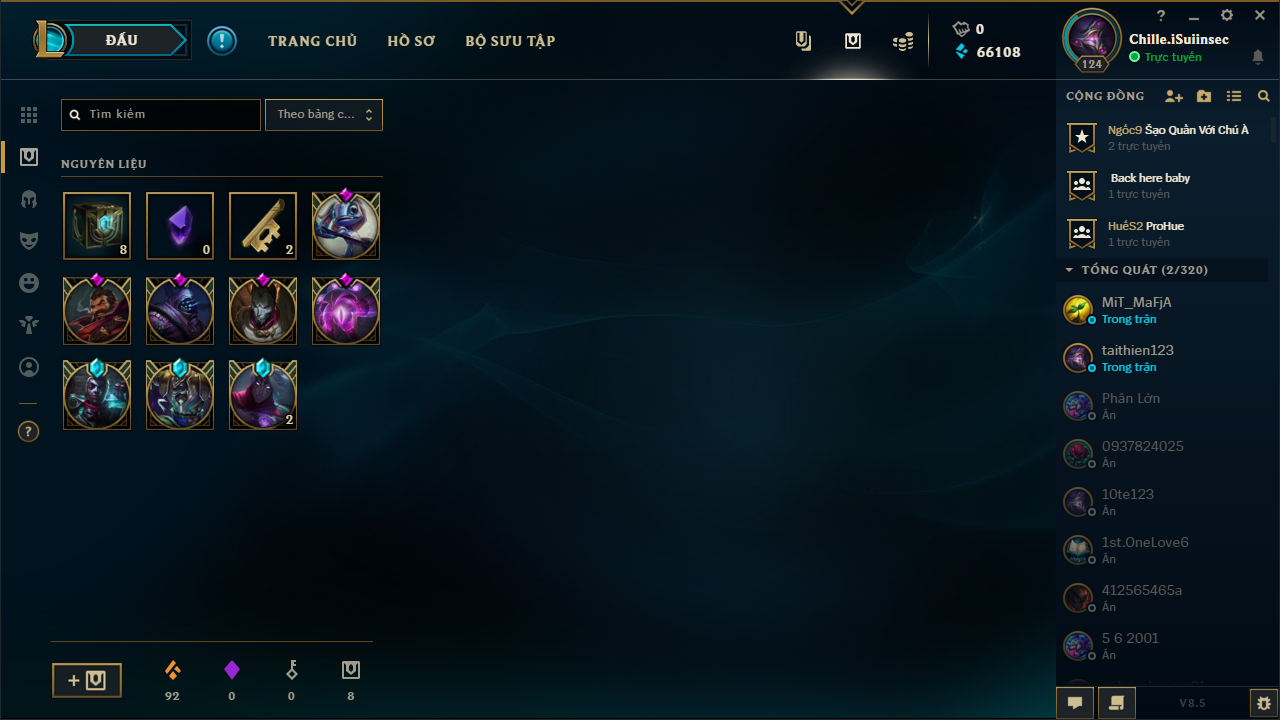 ĐẤU
TRANG CHỦ
HỒ SƠ
BỘ SƯU TẬP
0
66108
124
Chille.iSuiinsec
Trực tuyến
Tìm kiếm
Theo bảng c...
NGUYÊN LIỆU
8
0
2
2
92
0
0
8
CỘNG ĐỒNG
Ngốc9 Šạo Quần Với Chú À
2 trực tuyến
Back here baby
1 trực tuyến
HuếS2 ProHue
1 trực tuyến
TỔNG QUÁT (2/320)
MiT_MaFjA
Trong trận
taithien123
Trong trận
Phân Lớn
Ẩn
0937824025
Ẩn
10te123
Ẩn
1st.OneLove6
Ẩn
412565465a
Ẩn
5 6 2001
Ẩn
V8.5